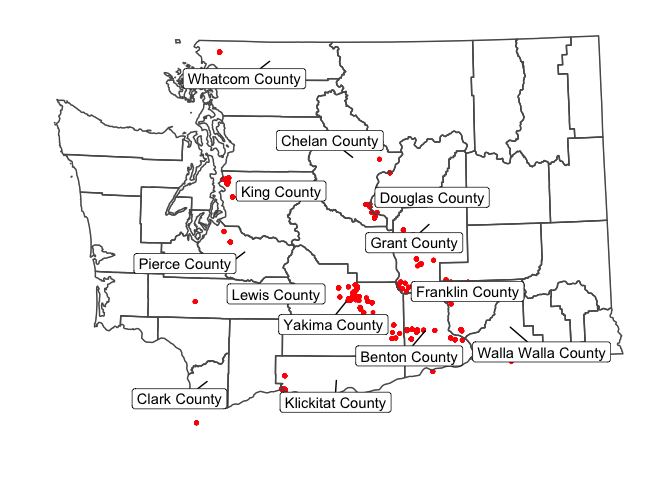 Whatcom County
Chelan County
King County
Douglas County
Grant County
Pierce County
Lewis County
Franklin County
Yakima County
Benton County
Walla Walla County
Clark County
Klickitat County